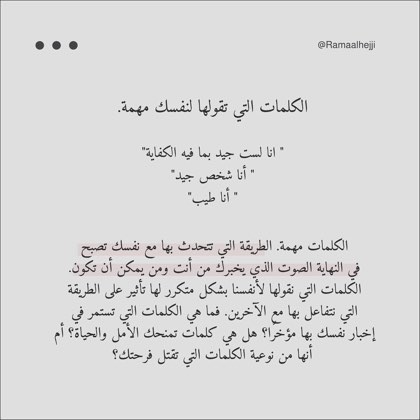 @Ramaalhejji
الكلمات التي تقولها لنفسك مهمة.
" انا لست جيد بما فيه الكفاية"
" أنا شخص جيد"
" أنا طيب"
الكلمات مهمة. الطريقة التي تتحدث بها مع نفسك تصبح
في النهاية الصوت الذي يخبرك من أنت ومن يمكن أن تكون.
الكلمات التي نقولها لأنفسنا بشكل متكرر لها تأثير على الطريقة
التي نتفاعل بها مع الآخرين. فما هي الكلمات التي تستمر في
إخبار نفسك بها مؤخرًا؟ هل هي كلمات تمنحك الأمل والحياة؟ أم
أنها من نوعية الكلمات التي تقتل فرحتك؟